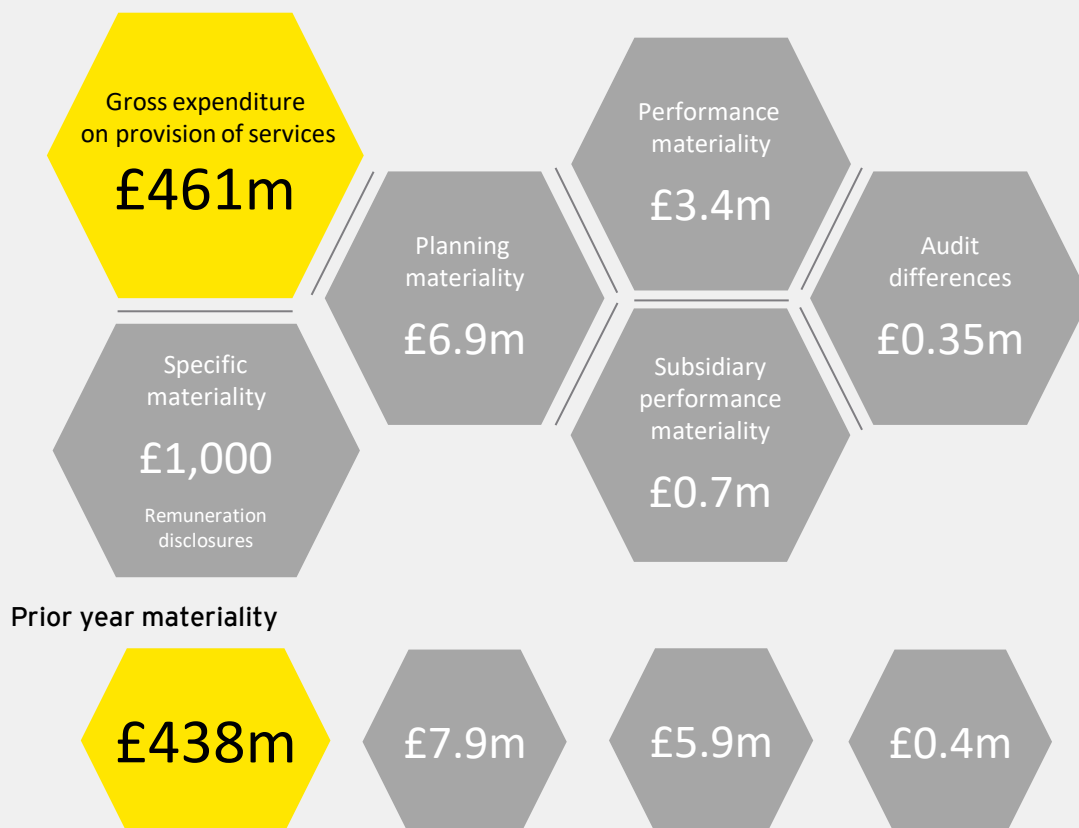 Gross expenditure
on provision of services
£461m
Performance
materiality
£3.4m
Planning
materiality
£6.9m
Audit
differences
£0.35m
Specific
materiality
£1,000
Remuneration
disclosures
Subsidiary
performance
materiality
£0.7m
Prior year materiality
£438m
£7.9m
£5.9m
£0.4m